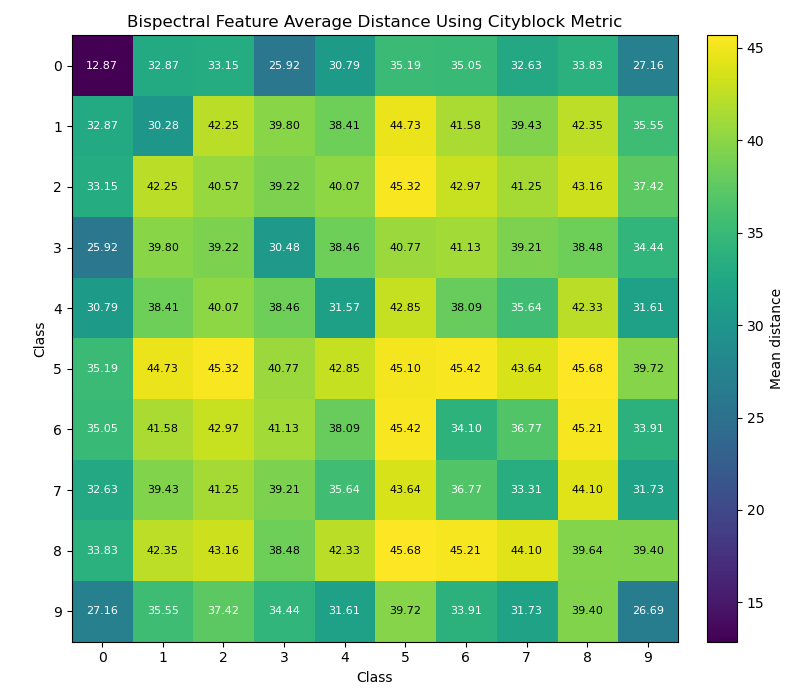 Bispectral Feature Average Distance Using Cityblock Metric
0 12.87 32.87 33.15 25.92 30.79 35.19 35.05 32.63 33.83 27.16
1 32.87 30.28 42.25 39.80 38.41 44.73 41.58 39.43 42.35 35.55
2 33.15 42.25 40.57 39.22 40.07 45.32 42.97 41.25 43.16 37.42
3 25.92 39.80 39.22 30.48 38.46 40.77 41.13 39.21 38.48 34.44
4 30.79 38.41 40.07 38.46 31.57 42.85 38.09 35.64 42.33 31.61
5 35.19 44.73 45.32 40.77 42.85 45.10 45.42 43.64 45.68 39.72
6 35.05 41.58 42.97 41.13 38.09 45.42 34.10 36.77 45.21 33.91
7 32.63 39.43 41.25 39.21 35.64 43.64 36.77 33.31 44.10 31.73
8 33.83 42.35 43.16 38.48 42.33 45.68 45.21 44.10 39.64 39.40
9 27.16 35.55 37.42 34.44 31.61 39.72 33.91 31.73 39.40 26.69
0 1 2 3 4 5 6 7 8 9
Class
Class
45
40
35
30
25
20
15
Mean distance